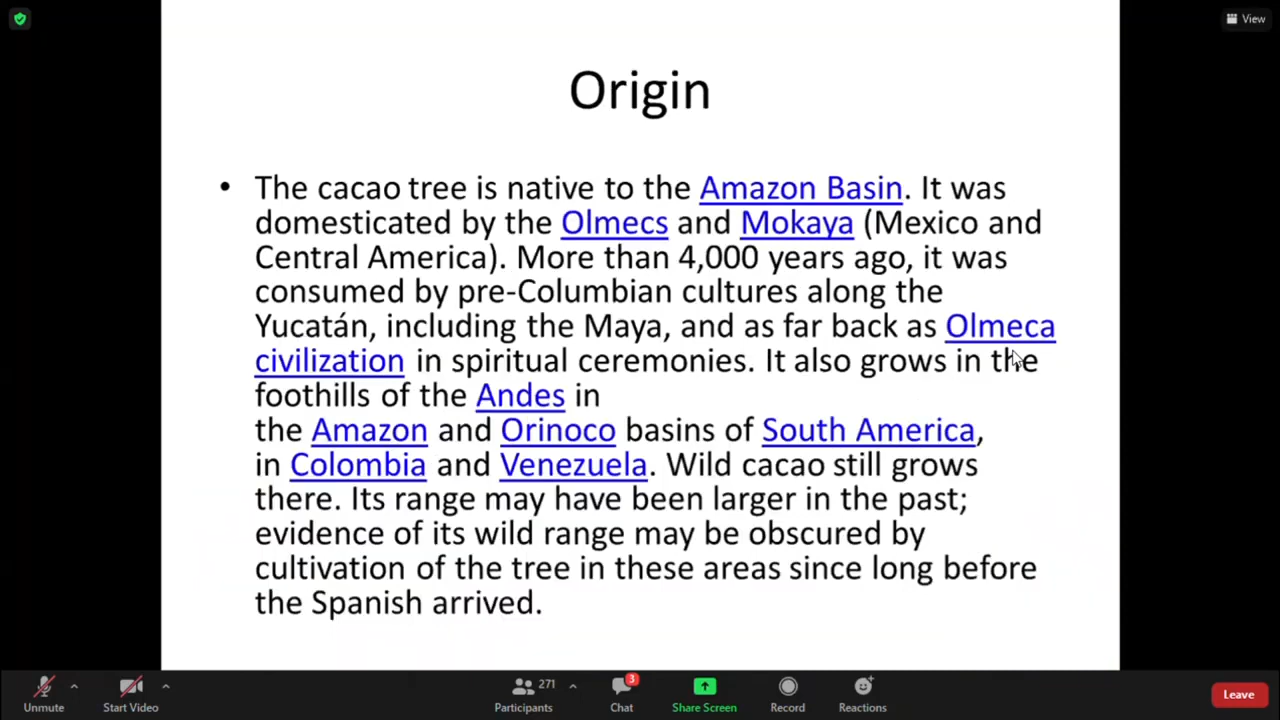 View
Origin
• The cacao tree is native to the Amazon Basin. It was
domesticated by the Olmecs and Mokaya (Mexico and
Central America). More than 4,000 years ago, it was
consumed by pre-Columbian cultures along the
Yucatán, including the Maya, and as far back as Olmeca
civilization in spiritual ceremonies. It also grows in the
foothills of the Andes in
the Amazon and Orinoco basins of South America,
in Colombia and Venezuela. Wild cacao still grows
there. Its range may have been larger in the past;
evidence of its wild range may be obscured by
cultivation of the tree in these areas since long before
the Spanish arrived.
271
3
Unmute
Start Video
Participants
Chat
Share Screen
Record
Reactions
Leave